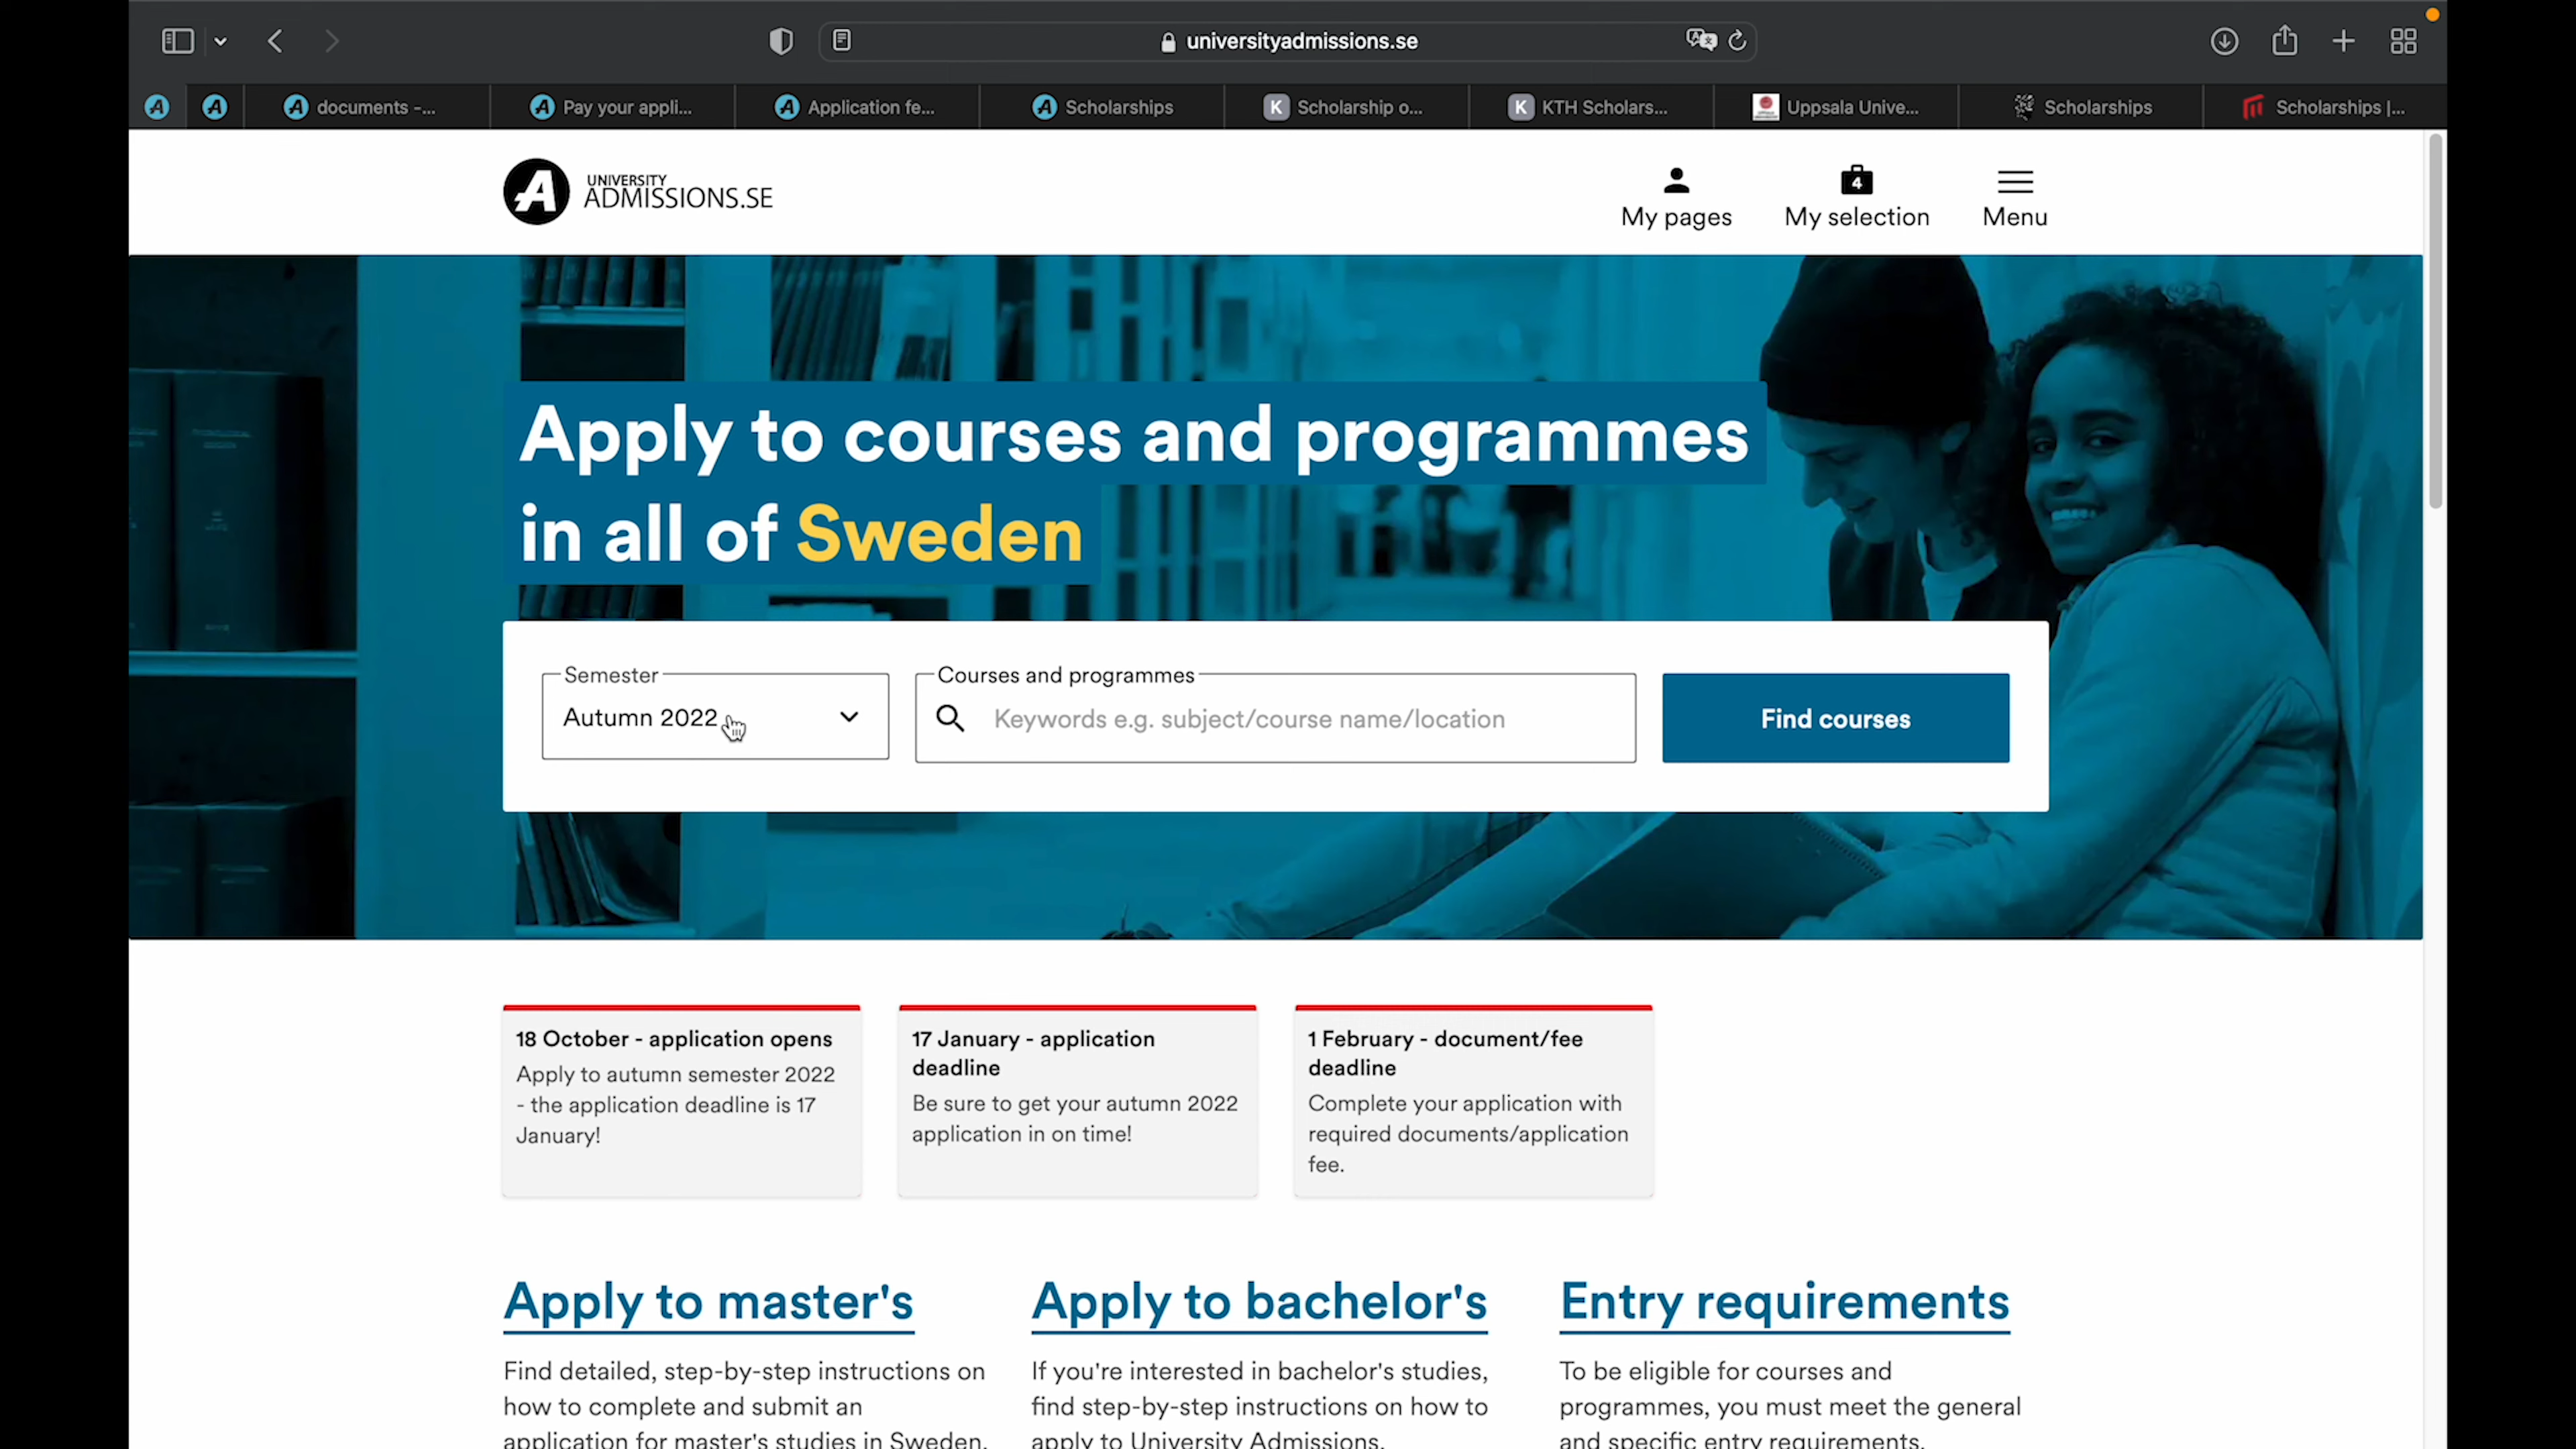 universityadmissions.se
documents -...
Pay your appli...
Application fe...
Scholarships
K Scholarship o...
K KTH Scholars...
Uppsala Unive...
Scholarships
Scholarships |...
UNIVERSITY
ADMISSIONS.SE
4
My pages
My selection
Menu
Apply to courses and programmes
in all of Sweden
Semester
Autumn 2022
Courses and programmes
Keywords e.g. subject/course name/location
Find courses
18 October - application opens
Apply to autumn semester 2022
- the application deadline is 17
January!
17 January - application
deadline
Be sure to get your autumn 2022
application in on time!
1 February - document/fee
deadline
Complete your application with
required documents/application
fee.
Apply to master's
Find detailed, step-by-step instructions on
how to complete and submit an
application for master's studies in Sweden.
Apply to bachelor's
If you're interested in bachelor's studies,
find step-by-step instructions on how to
apply to University Admissions.
Entry requirements
To be eligible for courses and
programmes, you must meet the general
and specific entry requirements.